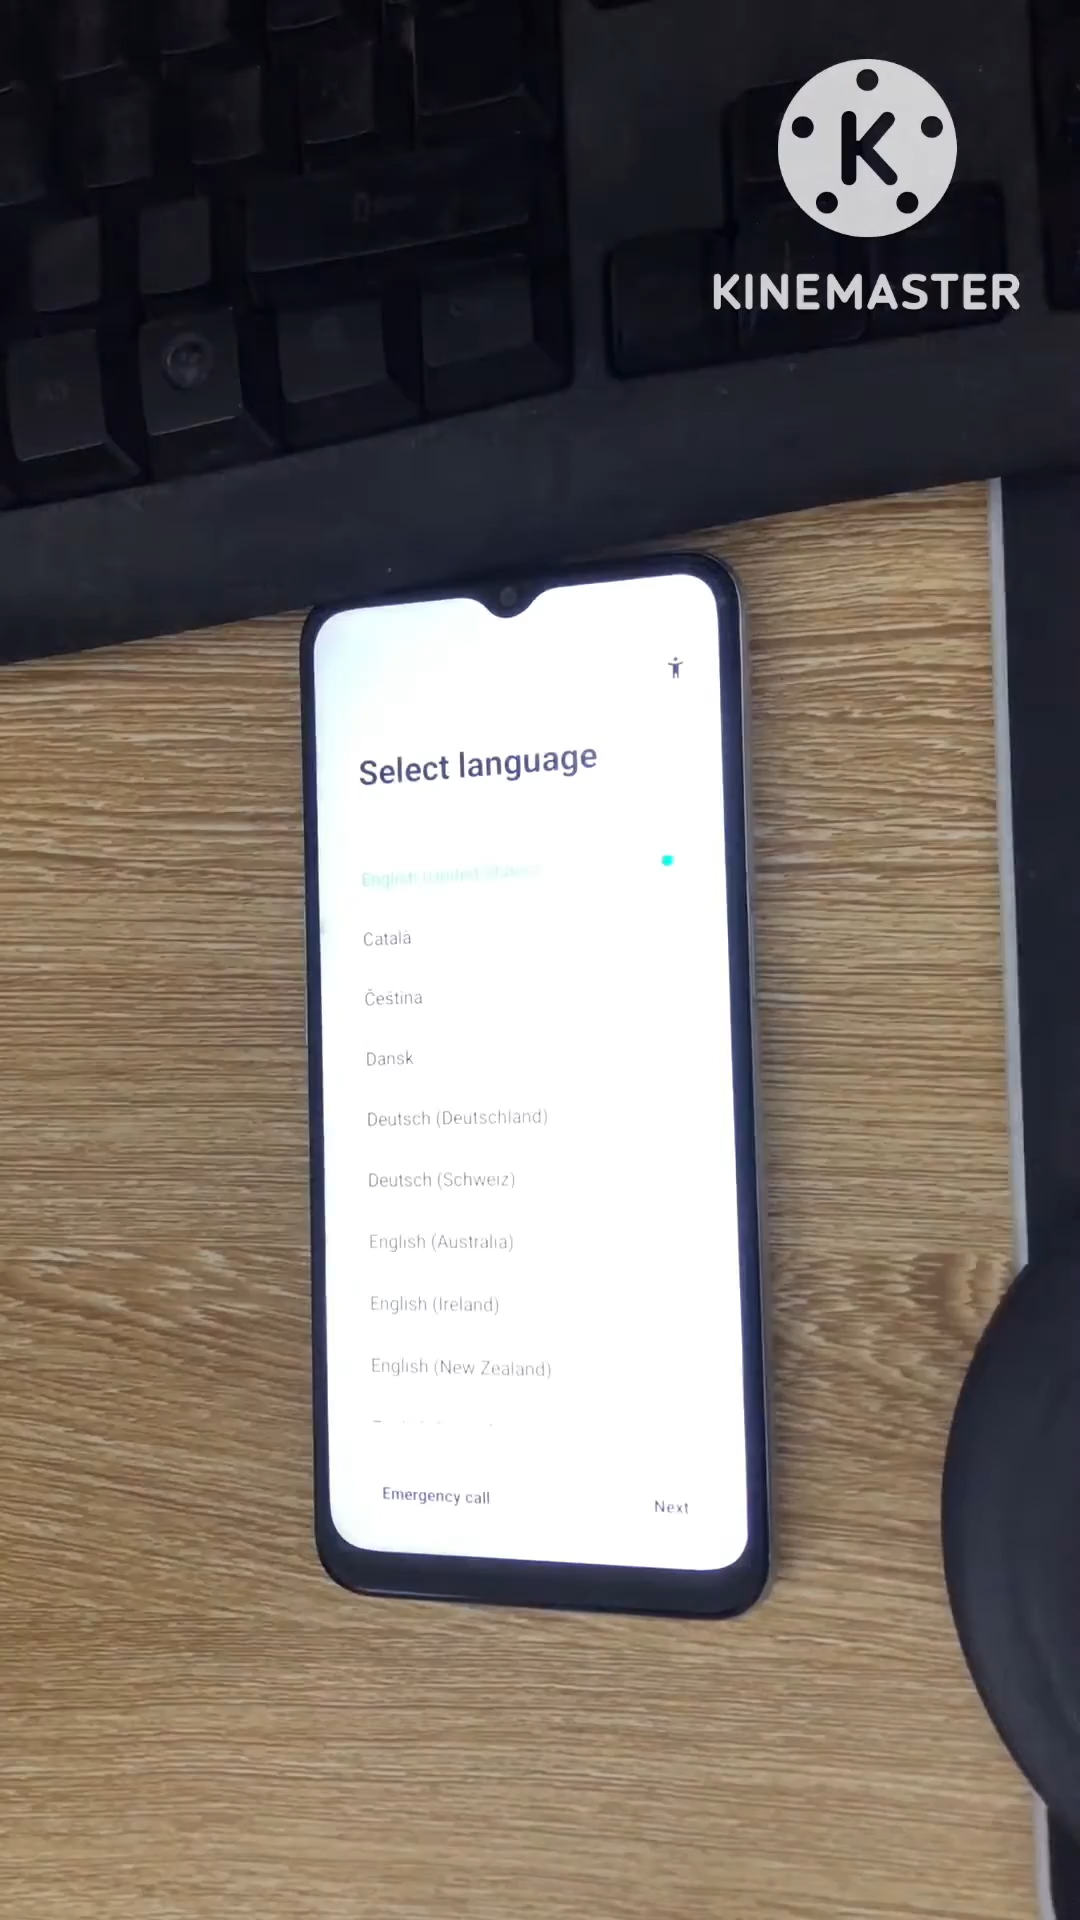 K
KINEMASTER
Select language
English (United States)
Català
Čeština
Dansk
Deutsch (Deutschland)
Deutsch (Schweiz)
English (Australia)
English (Ireland)
English (New Zealand)
Emergency call
Next